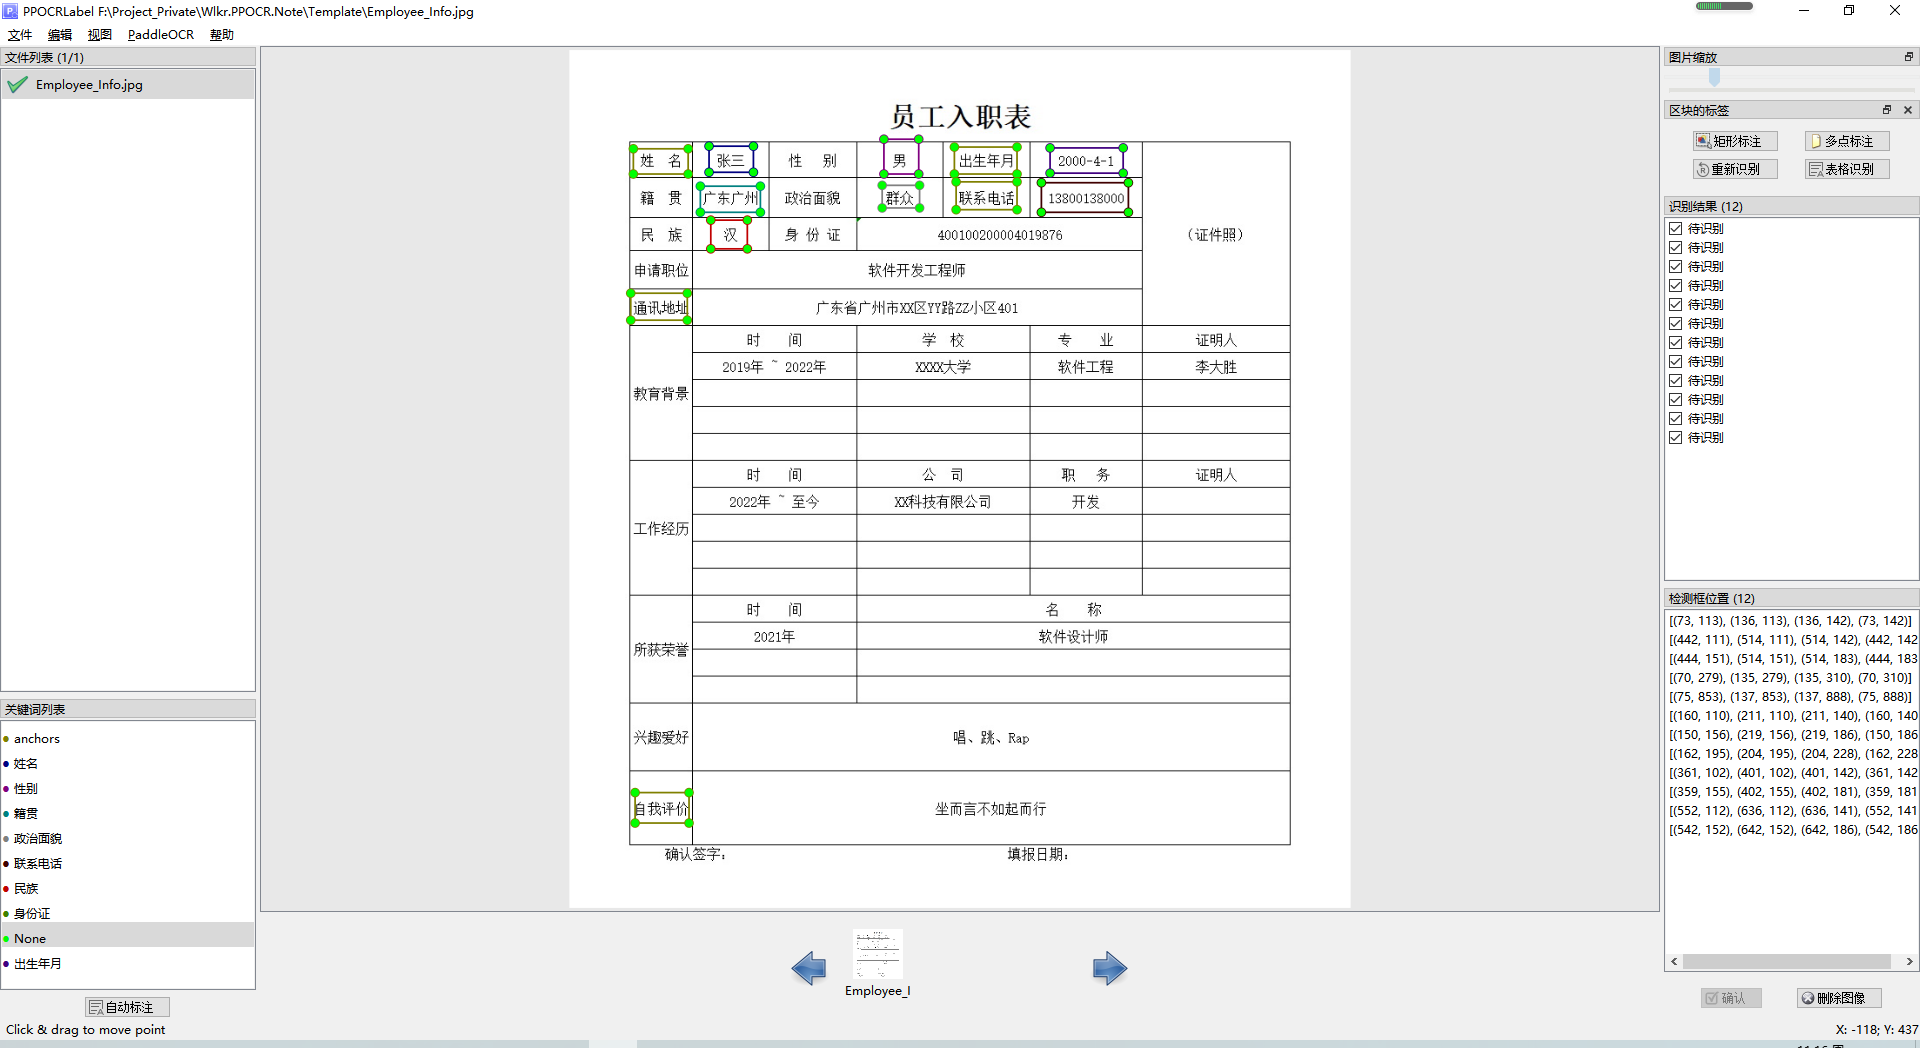 PPOCRLabel F:\Project_Private\Wlkr.PPOCR.Note\Template\Employee_Info.jpg
文件 编辑 视图 PaddleOCR 帮助
文件列表 (1/1)
Employee_Info.jpg
关键词列表
anchors
姓名
性别
籍贯
政治面貌
联系电话
民族
身份证
None
出生年月
自动标注
Click & drag to move point
员工入职表
姓 名 张三 性 别 男 出生年月 2000-4-1
籍 贯 广东广州 政治面貌 群众 联系电话 13800138000
民 族 汉 身 份 证 400100200004019876 （证件照）
申请职位 软件开发工程师
通讯地址 广东省广州市XX区YY路ZZ小区401
教育背景
时 间 学 校 专 业 证明人
2019年 ~ 2022年 XXXX大学 软件工程 李大胜
工作经历
时 间 公 司 职 务 证明人
2022年 ~ 至今 XX科技有限公司 开发
所获荣誉
时 间 名 称
2021年 软件设计师
兴趣爱好 唱、跳、Rap
自我评价 坐而言不如起而行
确认签字： 填报日期：
Employee_I
图片缩放
区块的标签
矩形标注 多点标注
重新识别 表格识别
识别结果 (12)
待识别
待识别
待识别
待识别
待识别
待识别
待识别
待识别
待识别
待识别
待识别
待识别
检测框位置 (12)
[(73, 113), (136, 113), (136, 142), (73, 142)]
[(442, 111), (514, 111), (514, 142), (442, 142
[(444, 151), (514, 151), (514, 183), (444, 183
[(70, 279), (135, 279), (135, 310), (70, 310)]
[(75, 853), (137, 853), (137, 888), (75, 888)]
[(160, 110), (211, 110), (211, 140), (160, 140
[(150, 156), (219, 156), (219, 186), (150, 186
[(162, 195), (204, 195), (204, 228), (162, 228
[(361, 102), (401, 102), (401, 142), (361, 142
[(359, 155), (402, 155), (402, 181), (359, 181
[(552, 112), (636, 112), (636, 141), (552, 141
[(542, 152), (642, 152), (642, 186), (542, 186
确认 删除图像
X: -118; Y: 437